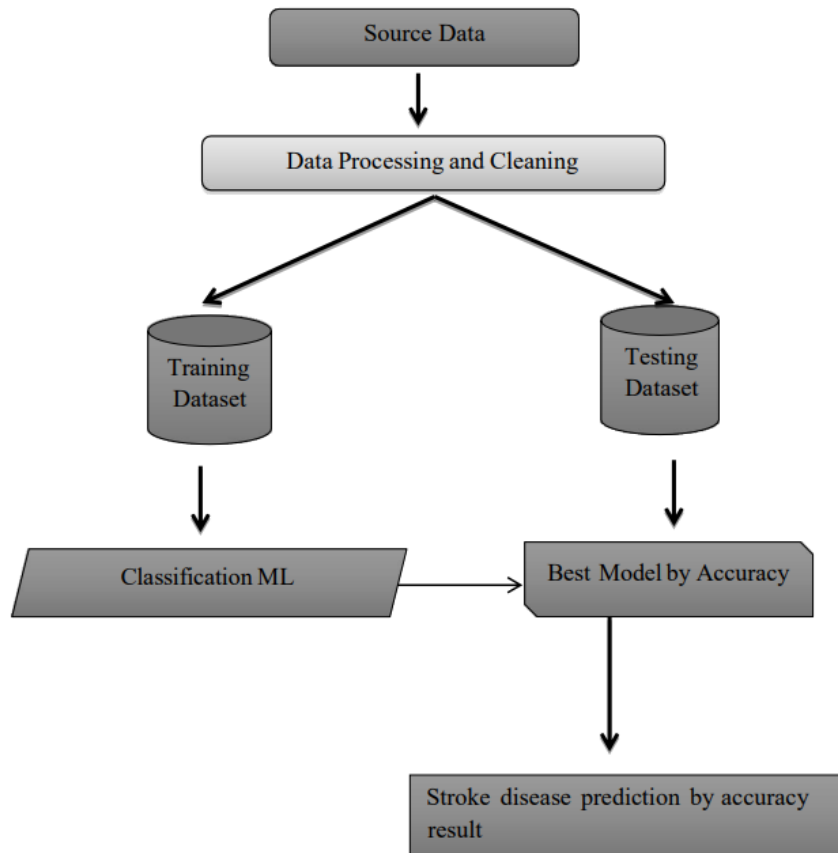 Source Data
Data Processing and Cleaning
Training
Dataset
Testing
Dataset
Classification ML
Best Model by Accuracy
Stroke disease prediction by accuracy
result